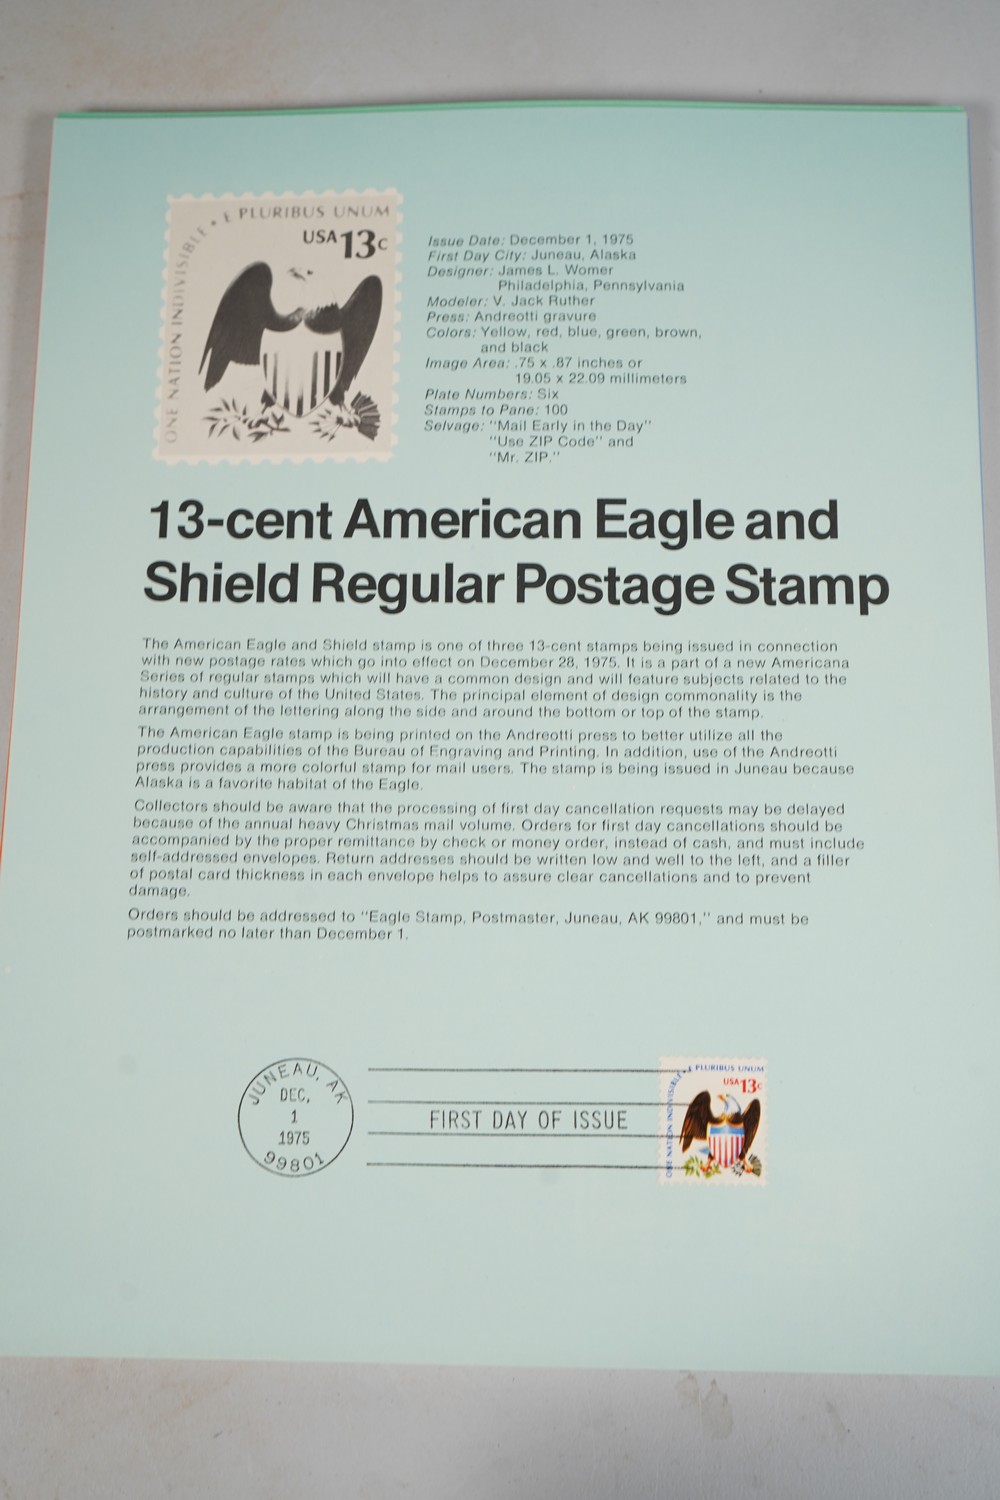 ONE NATION INDIVISIBLE • E PLURIBUS UNUM
USA 13c
Issue Date: December 1, 1975
First Day City: Juneau, Alaska
Designer: James L. Womer
Philadelphia, Pennsylvania
Modeler: V. Jack Ruther
Press: Andreotti gravure
Colors: Yellow, red, blue, green, brown,
and black
Image Area: .75 x .87 inches or
19.05 x 22.09 millimeters
Plate Numbers: Six
Stamps to Pane: 100
Selvage: "Mail Early in the Day"
"Use ZIP Code" and
"Mr. ZIP."
13-cent American Eagle and
Shield Regular Postage Stamp
The American Eagle and Shield stamp is one of three 13-cent stamps being issued in connection
with new postage rates which go into effect on December 28, 1975. It is a part of a new Americana
Series of regular stamps which will have a common design and will feature subjects related to the
history and culture of the United States. The principal element of design commonality is the
arrangement of the lettering along the side and around the bottom or top of the stamp.
The American Eagle stamp is being printed on the Andreotti press to better utilize all the
production capabilities of the Bureau of Engraving and Printing. In addition, use of the Andreotti
press provides a more colorful stamp for mail users. The stamp is being issued in Juneau because
Alaska is a favorite habitat of the Eagle.
Collectors should be aware that the processing of first day cancellation requests may be delayed
because of the annual heavy Christmas mail volume. Orders for first day cancellations should be
accompanied by the proper remittance by check or money order, instead of cash, and must include
self-addressed envelopes. Return addresses should be written low and well to the left, and a filler
of postal card thickness in each envelope helps to assure clear cancellations and to prevent
damage.
Orders should be addressed to "Eagle Stamp, Postmaster, Juneau, AK 99801," and must be
postmarked no later than December 1.
JUNEAU, AK
DEC,
1
1975
99801
FIRST DAY OF ISSUE
ONE NATION INDIVISIBLE • E PLURIBUS UNUM
USA 13c